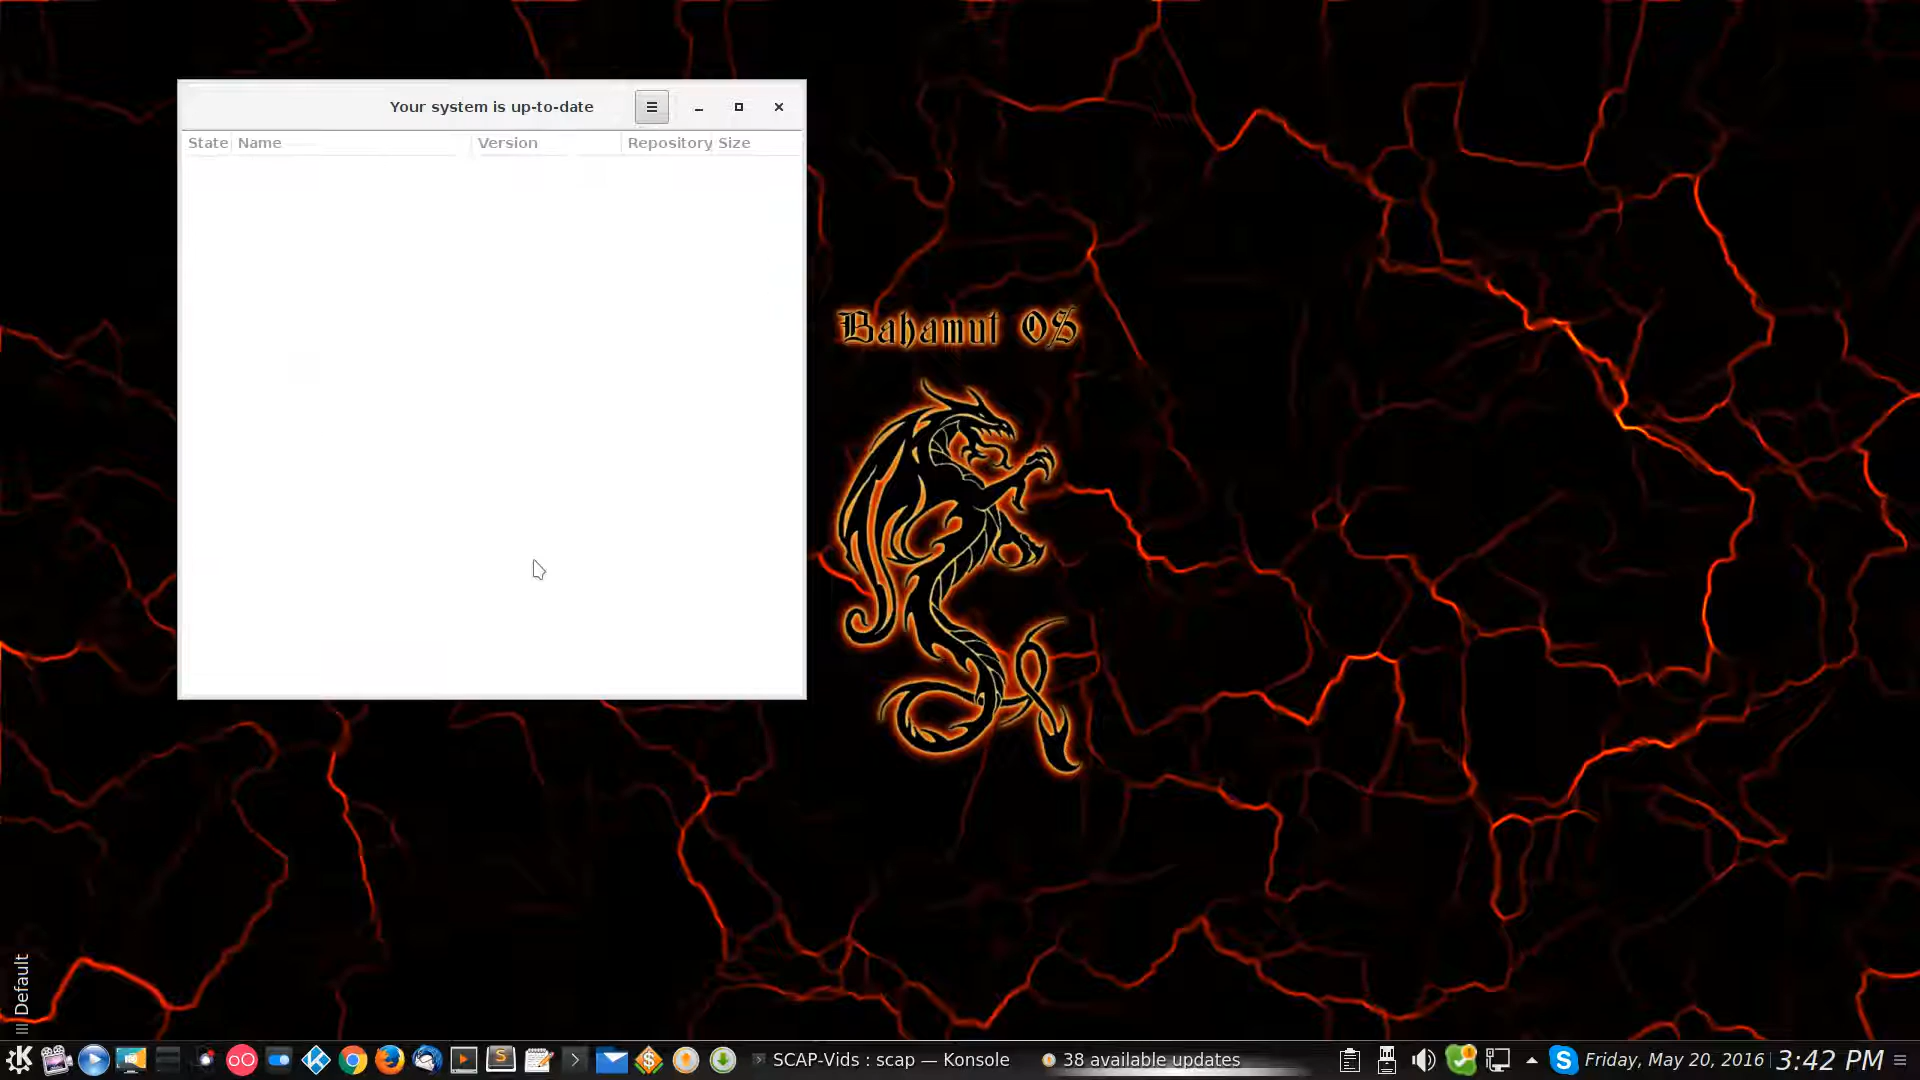 Your system is up-to-date
State Name Version Repository Size
Bahamut OS
Default
SCAP-Vids : scap — Konsole
38 available updates
Friday, May 20, 2016
3:42 PM